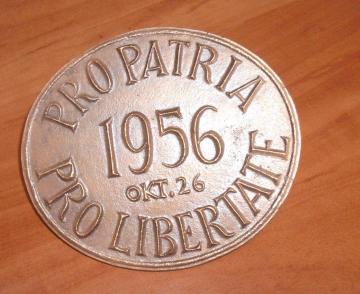 PRO PATRIA
1956
OKT. 26
PRO LIBERTATE